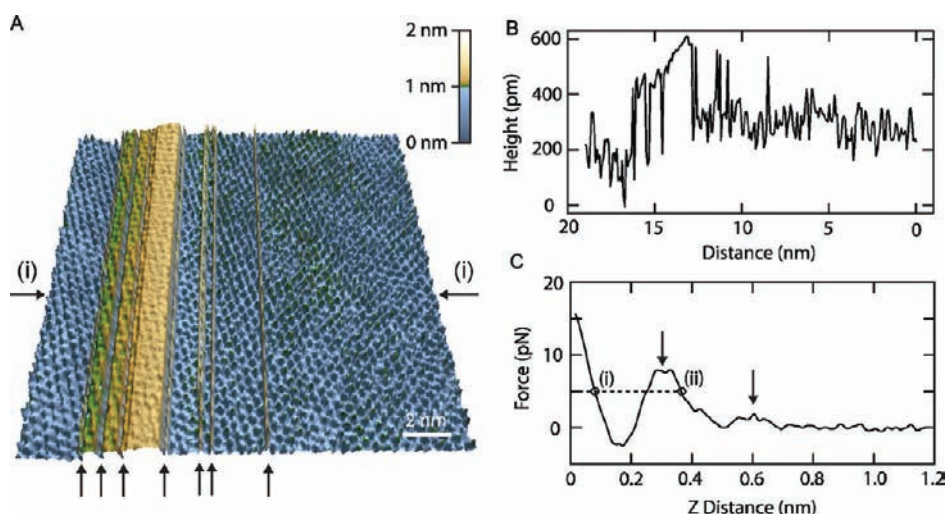 A
2 nm
1 nm
0 nm
(i)
(i)
2 nm
B
600
400
200
0
Height (pm)
20
15
10
5
0
Distance (nm)
C
20
10
0
Force (pN)
(i)
(ii)
0
0.2
0.4
0.6
0.8
1.0
1.2
Z Distance (nm)